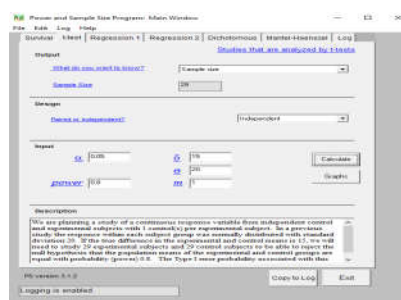 Power and Sample Size Program: Main Window
File Edit Log Help
Survival t-test Regression 1 Regression 2 Dichotomous Mantel-Haenszel Log
Output
Studies that are analyzed by t-tests
What do you want to know? Sample size
Sample Size
Design
Paired or independent? Independent
Input
α 0.05 δ 15 Calculate
σ 20
power 0.8 m 1 Graphs
Description
We are planning a study of a continuous response variable from independent control
and experimental subjects with 1 control(s) per experimental subject. In a previous
study the response within each subject group was normally distributed with standard
deviation 20. If the true difference in the experimental and control means is 15, we will
need to study 29 experimental subjects and 29 control subjects to be able to reject the
null hypothesis that the population means of the experimental and control groups are
equal with probability (power) 0.8. The Type I error probability associated with this
PS version 3.1.2 Copy to Log Exit
Logging is enabled.